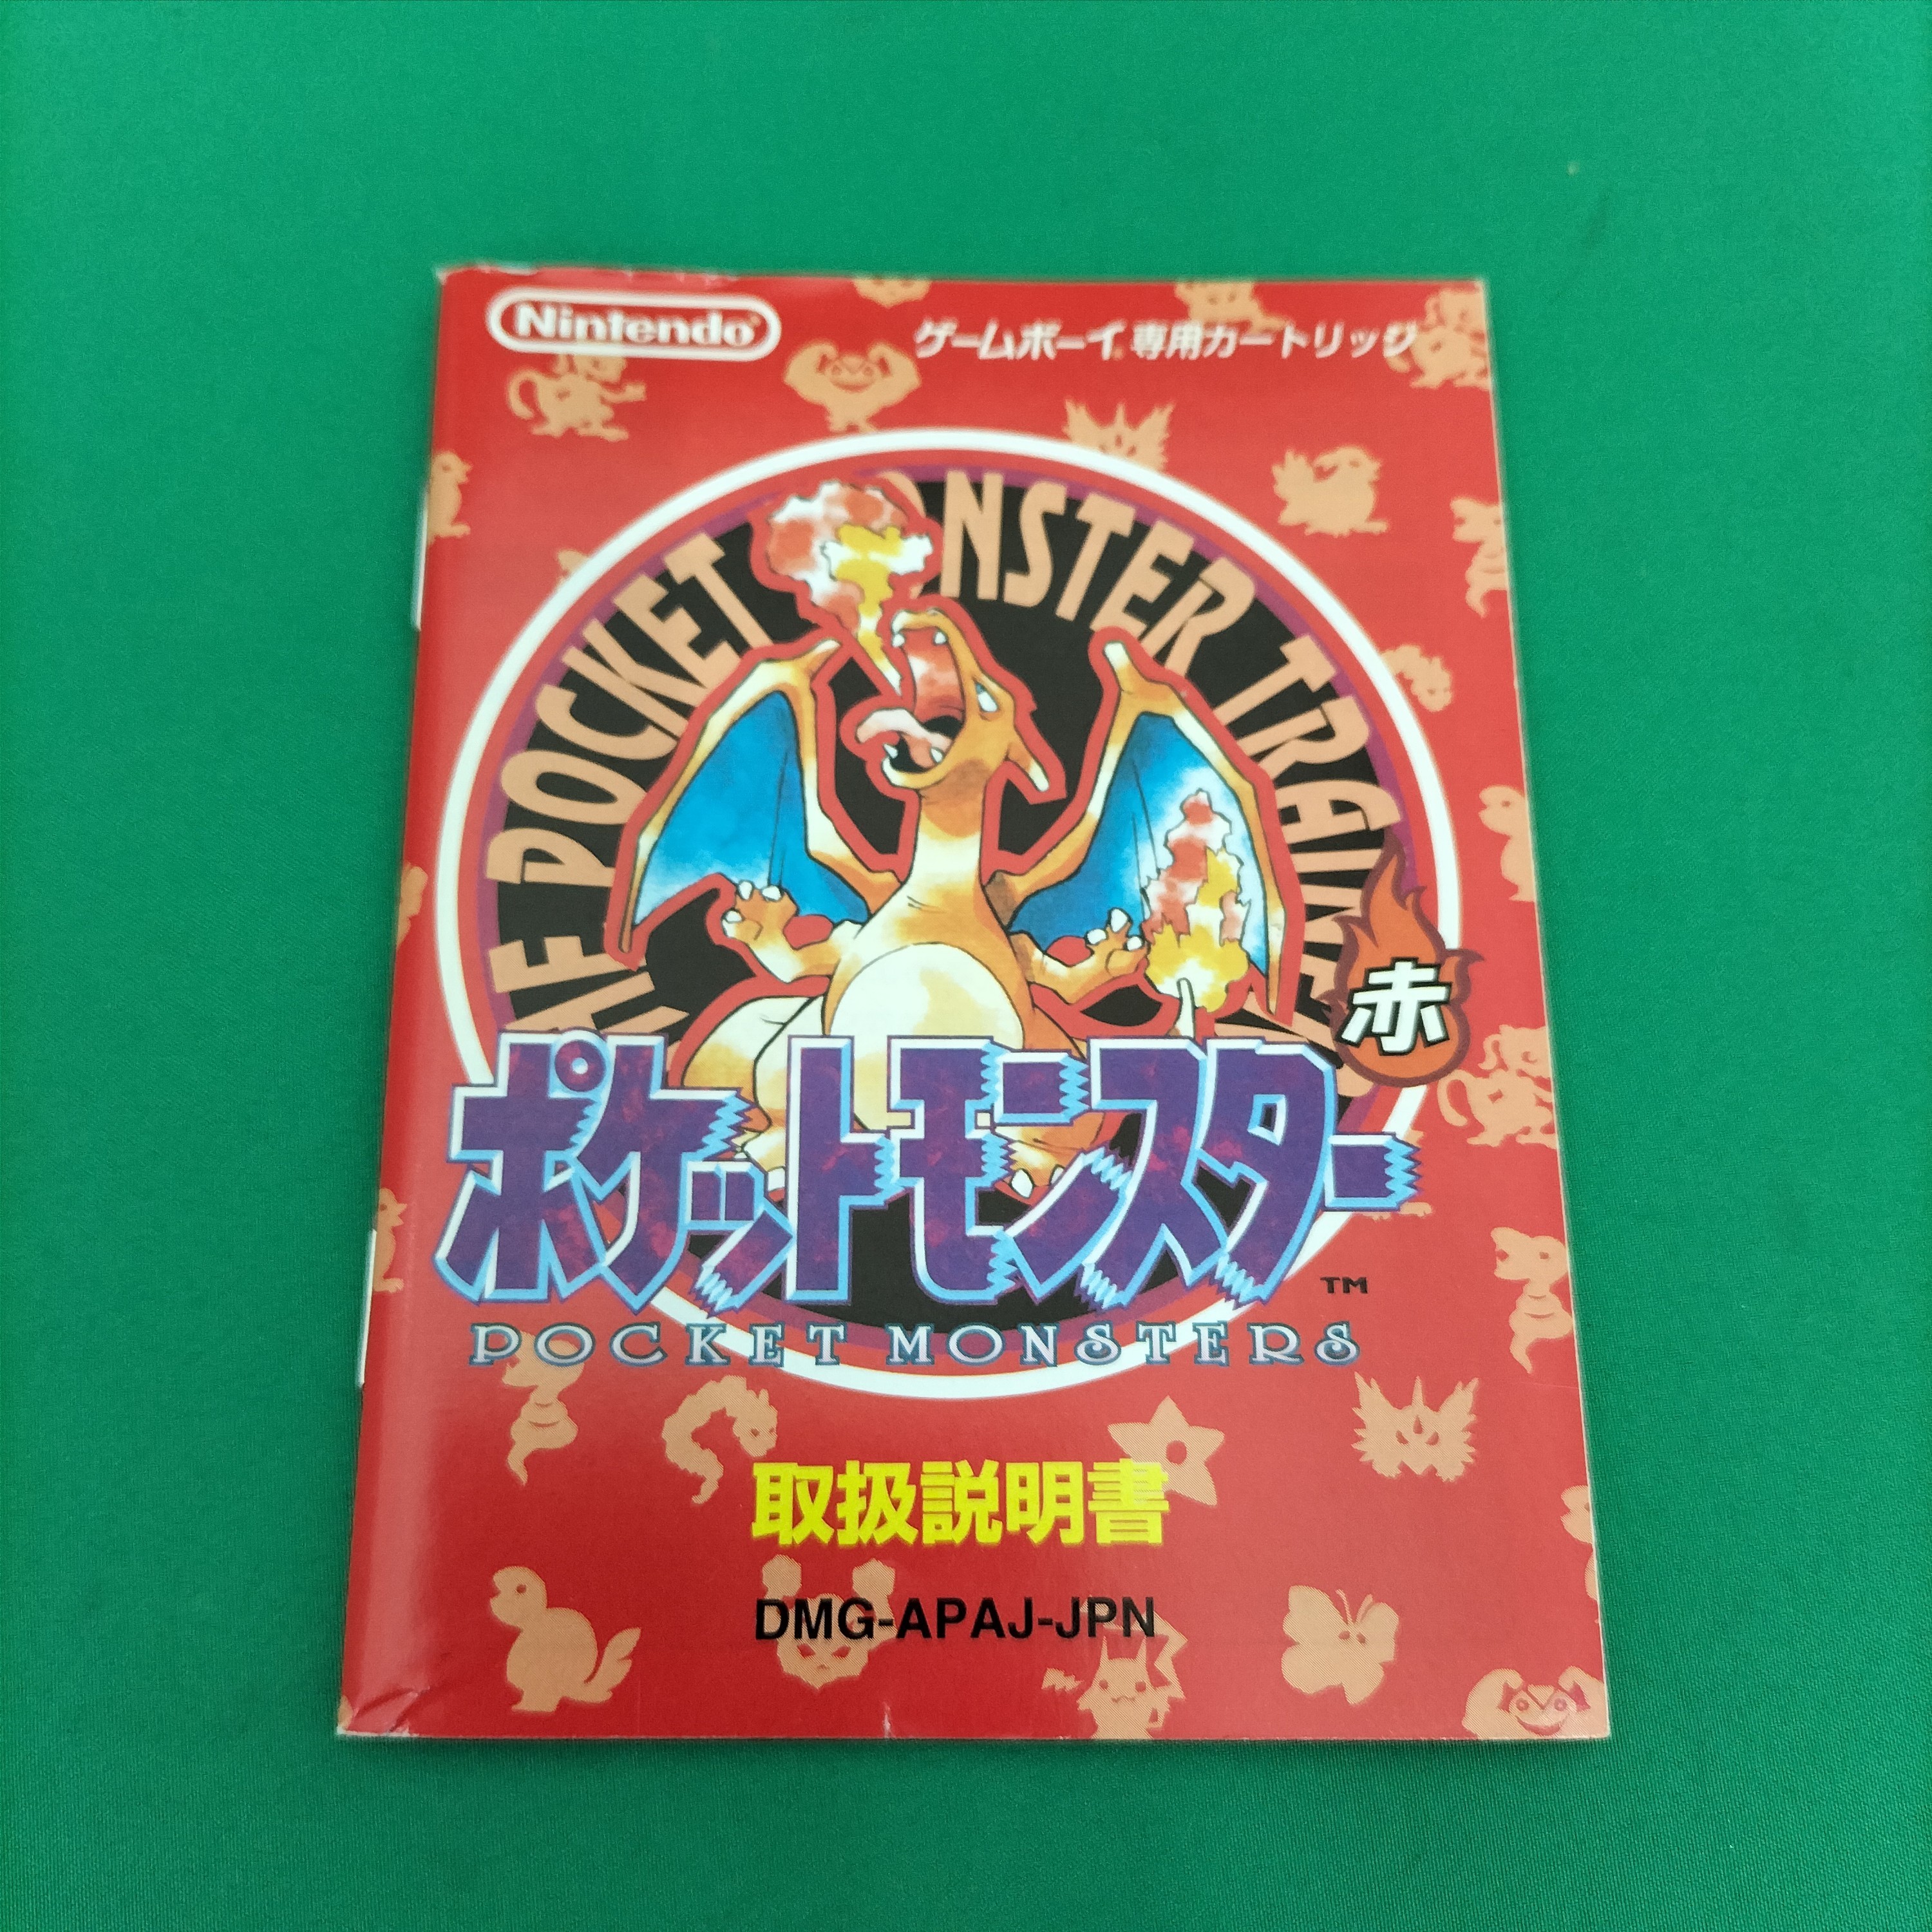 Nintendo®
ゲームボーイ®専用カートリッジ
POCKET MONSTER
赤
ポケットモンスター
TM
POCKET MONSTERS
取扱説明書
DMG-APAJ-JPN